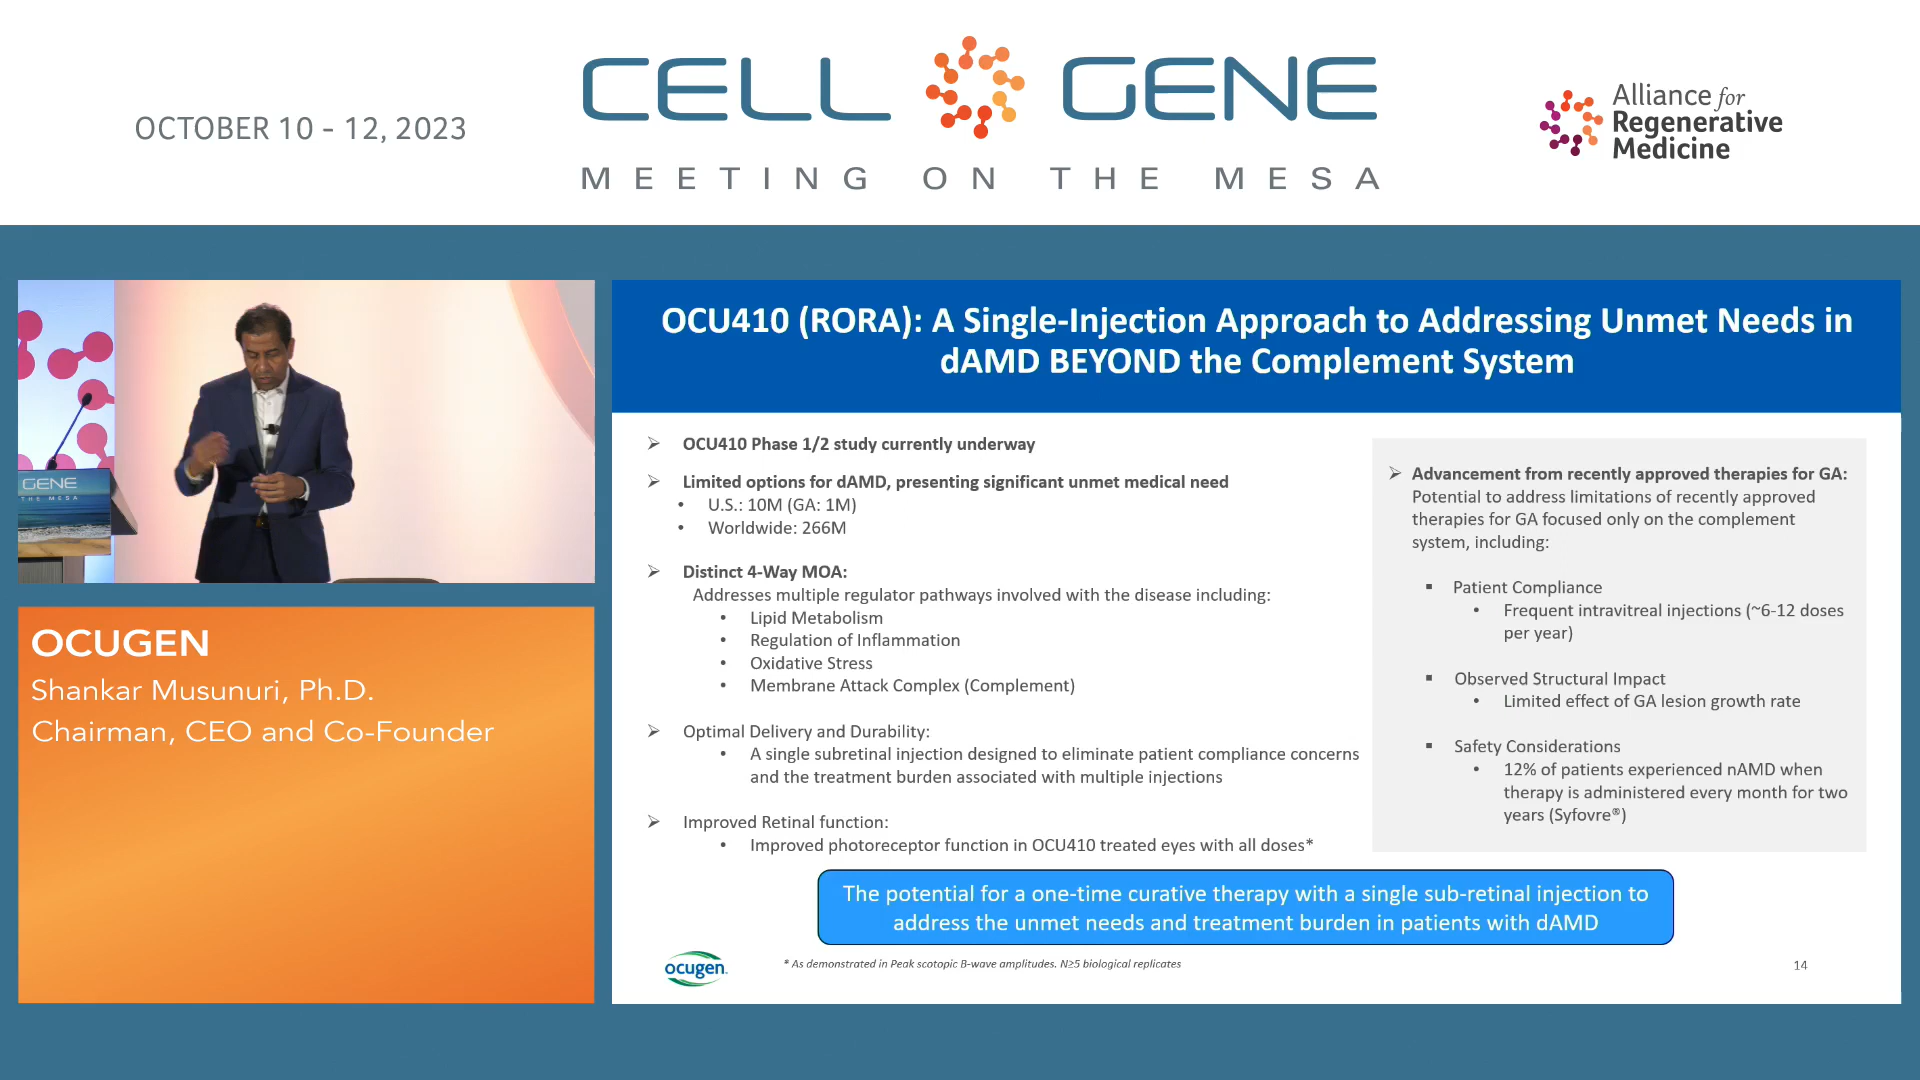 OCTOBER 10 - 12, 2023
CELL GENE
MEETING ON THE MESA
Alliance for
Regenerative
Medicine
GENE
THE MESA
OCUGEN
Shankar Musunuri, Ph.D.
Chairman, CEO and Co-Founder
OCU410 (RORA): A Single-Injection Approach to Addressing Unmet Needs in
dAMD BEYOND the Complement System
➢ OCU410 Phase 1/2 study currently underway
➢ Limited options for dAMD, presenting significant unmet medical need
• U.S.: 10M (GA: 1M)
• Worldwide: 266M
➢ Distinct 4-Way MOA:
Addresses multiple regulator pathways involved with the disease including:
• Lipid Metabolism
• Regulation of Inflammation
• Oxidative Stress
• Membrane Attack Complex (Complement)
➢ Optimal Delivery and Durability:
• A single subretinal injection designed to eliminate patient compliance concerns
and the treatment burden associated with multiple injections
➢ Improved Retinal function:
• Improved photoreceptor function in OCU410 treated eyes with all doses*
➢ Advancement from recently approved therapies for GA:
Potential to address limitations of recently approved
therapies for GA focused only on the complement
system, including:
▪ Patient Compliance
• Frequent intravitreal injections (~6-12 doses
per year)
▪ Observed Structural Impact
• Limited effect of GA lesion growth rate
▪ Safety Considerations
• 12% of patients experienced nAMD when
therapy is administered every month for two
years (Syfovre®)
The potential for a one-time curative therapy with a single sub-retinal injection to
address the unmet needs and treatment burden in patients with dAMD
ocugen.
* As demonstrated in Peak scotopic B-wave amplitudes. N≥5 biological replicates
14